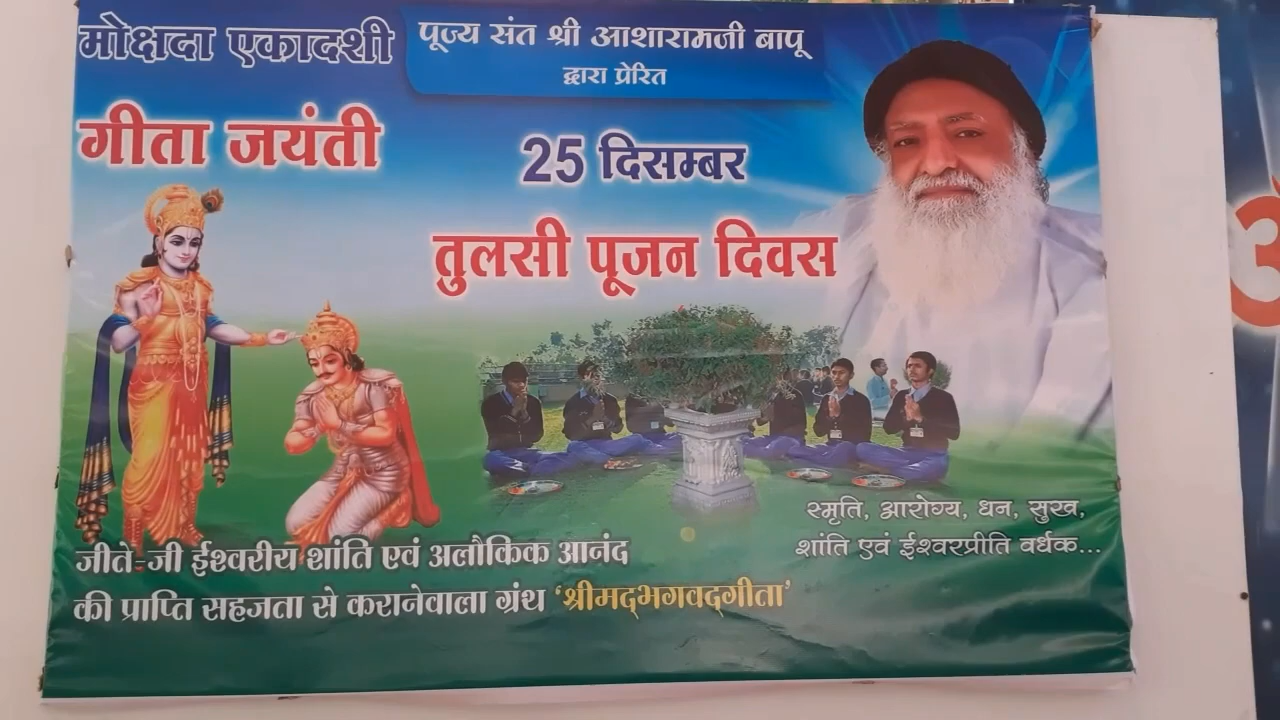 मोक्षदा एकादशी
गीता जयंती
पूज्य संत श्री आशारामजी बापू
द्वारा प्रेरित
25 दिसम्बर
तुलसी पूजन दिवस
स्मृति, आरोग्य, धन, सुख,
शांति एवं ईश्वरप्रीति वर्धक...
जीते-जी ईश्वरीय शांति एवं अलौकिक आनंद
की प्राप्ति सहजता से करानेवाला ग्रंथ ‘श्रीमद्‌भगवद्‌गीता’